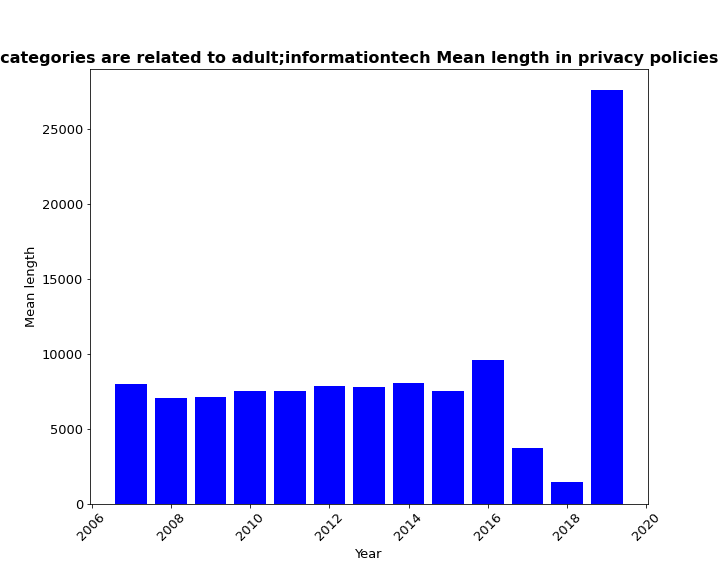 categories are related to adult;informationtech Mean length in privacy policies
25000
20000
15000
10000
5000
0
Mean length
2006 2008 2010 2012 2014 2016 2018 2020
Year